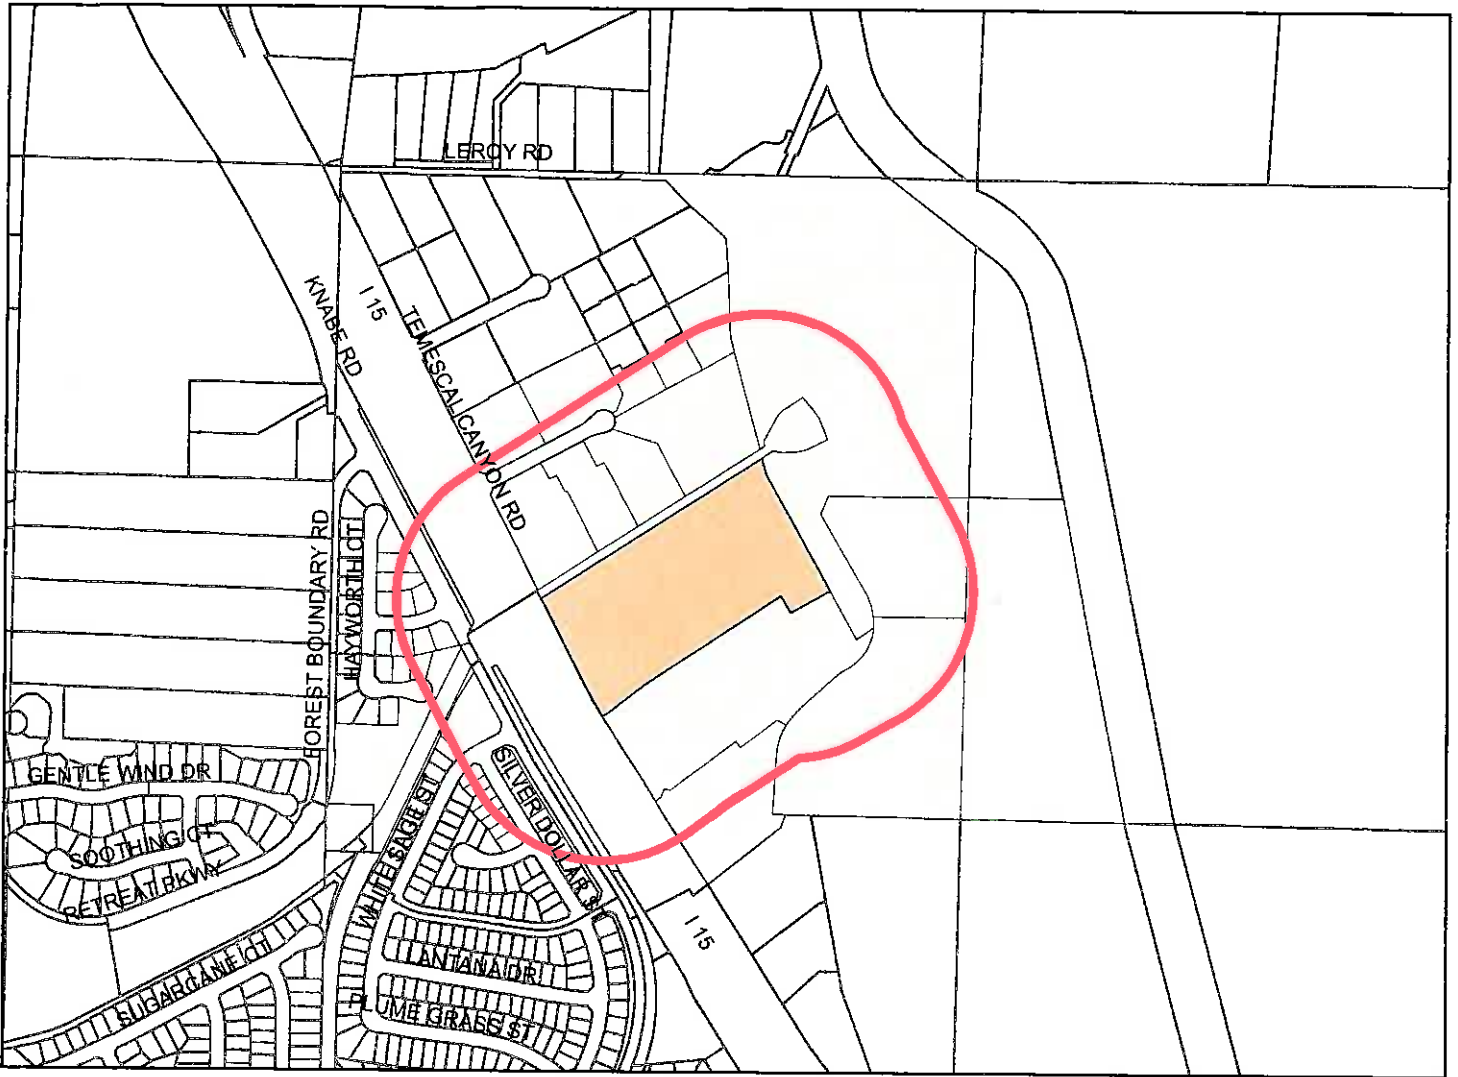 LEROY RD
KNABE RD
I 15
TEMESCAL CANYON RD
FOREST BOUNDARY RD
HAYWORTH CT
GENTLE WIND DR
SOOTHING CT
RETREAT PKWY
WHITE SAGE ST
SILVER DOLLAR ST
SUGARCANE CT
LANTANA DR
PLUME GRASS ST
I 15